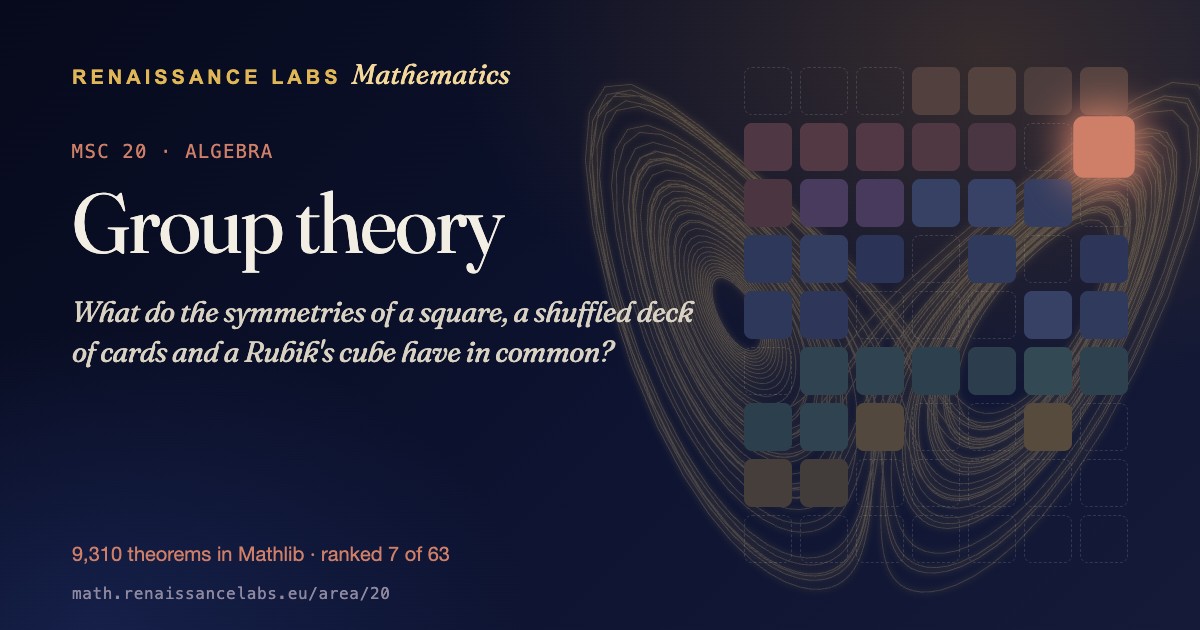 RENAISSANCE LABS Mathematics
MSC 20 · ALGEBRA
Group theory
What do the symmetries of a square, a shuffled deck
of cards and a Rubik's cube have in common?
9,310 theorems in Mathlib · ranked 7 of 63
math.renaissancelabs.eu/area/20